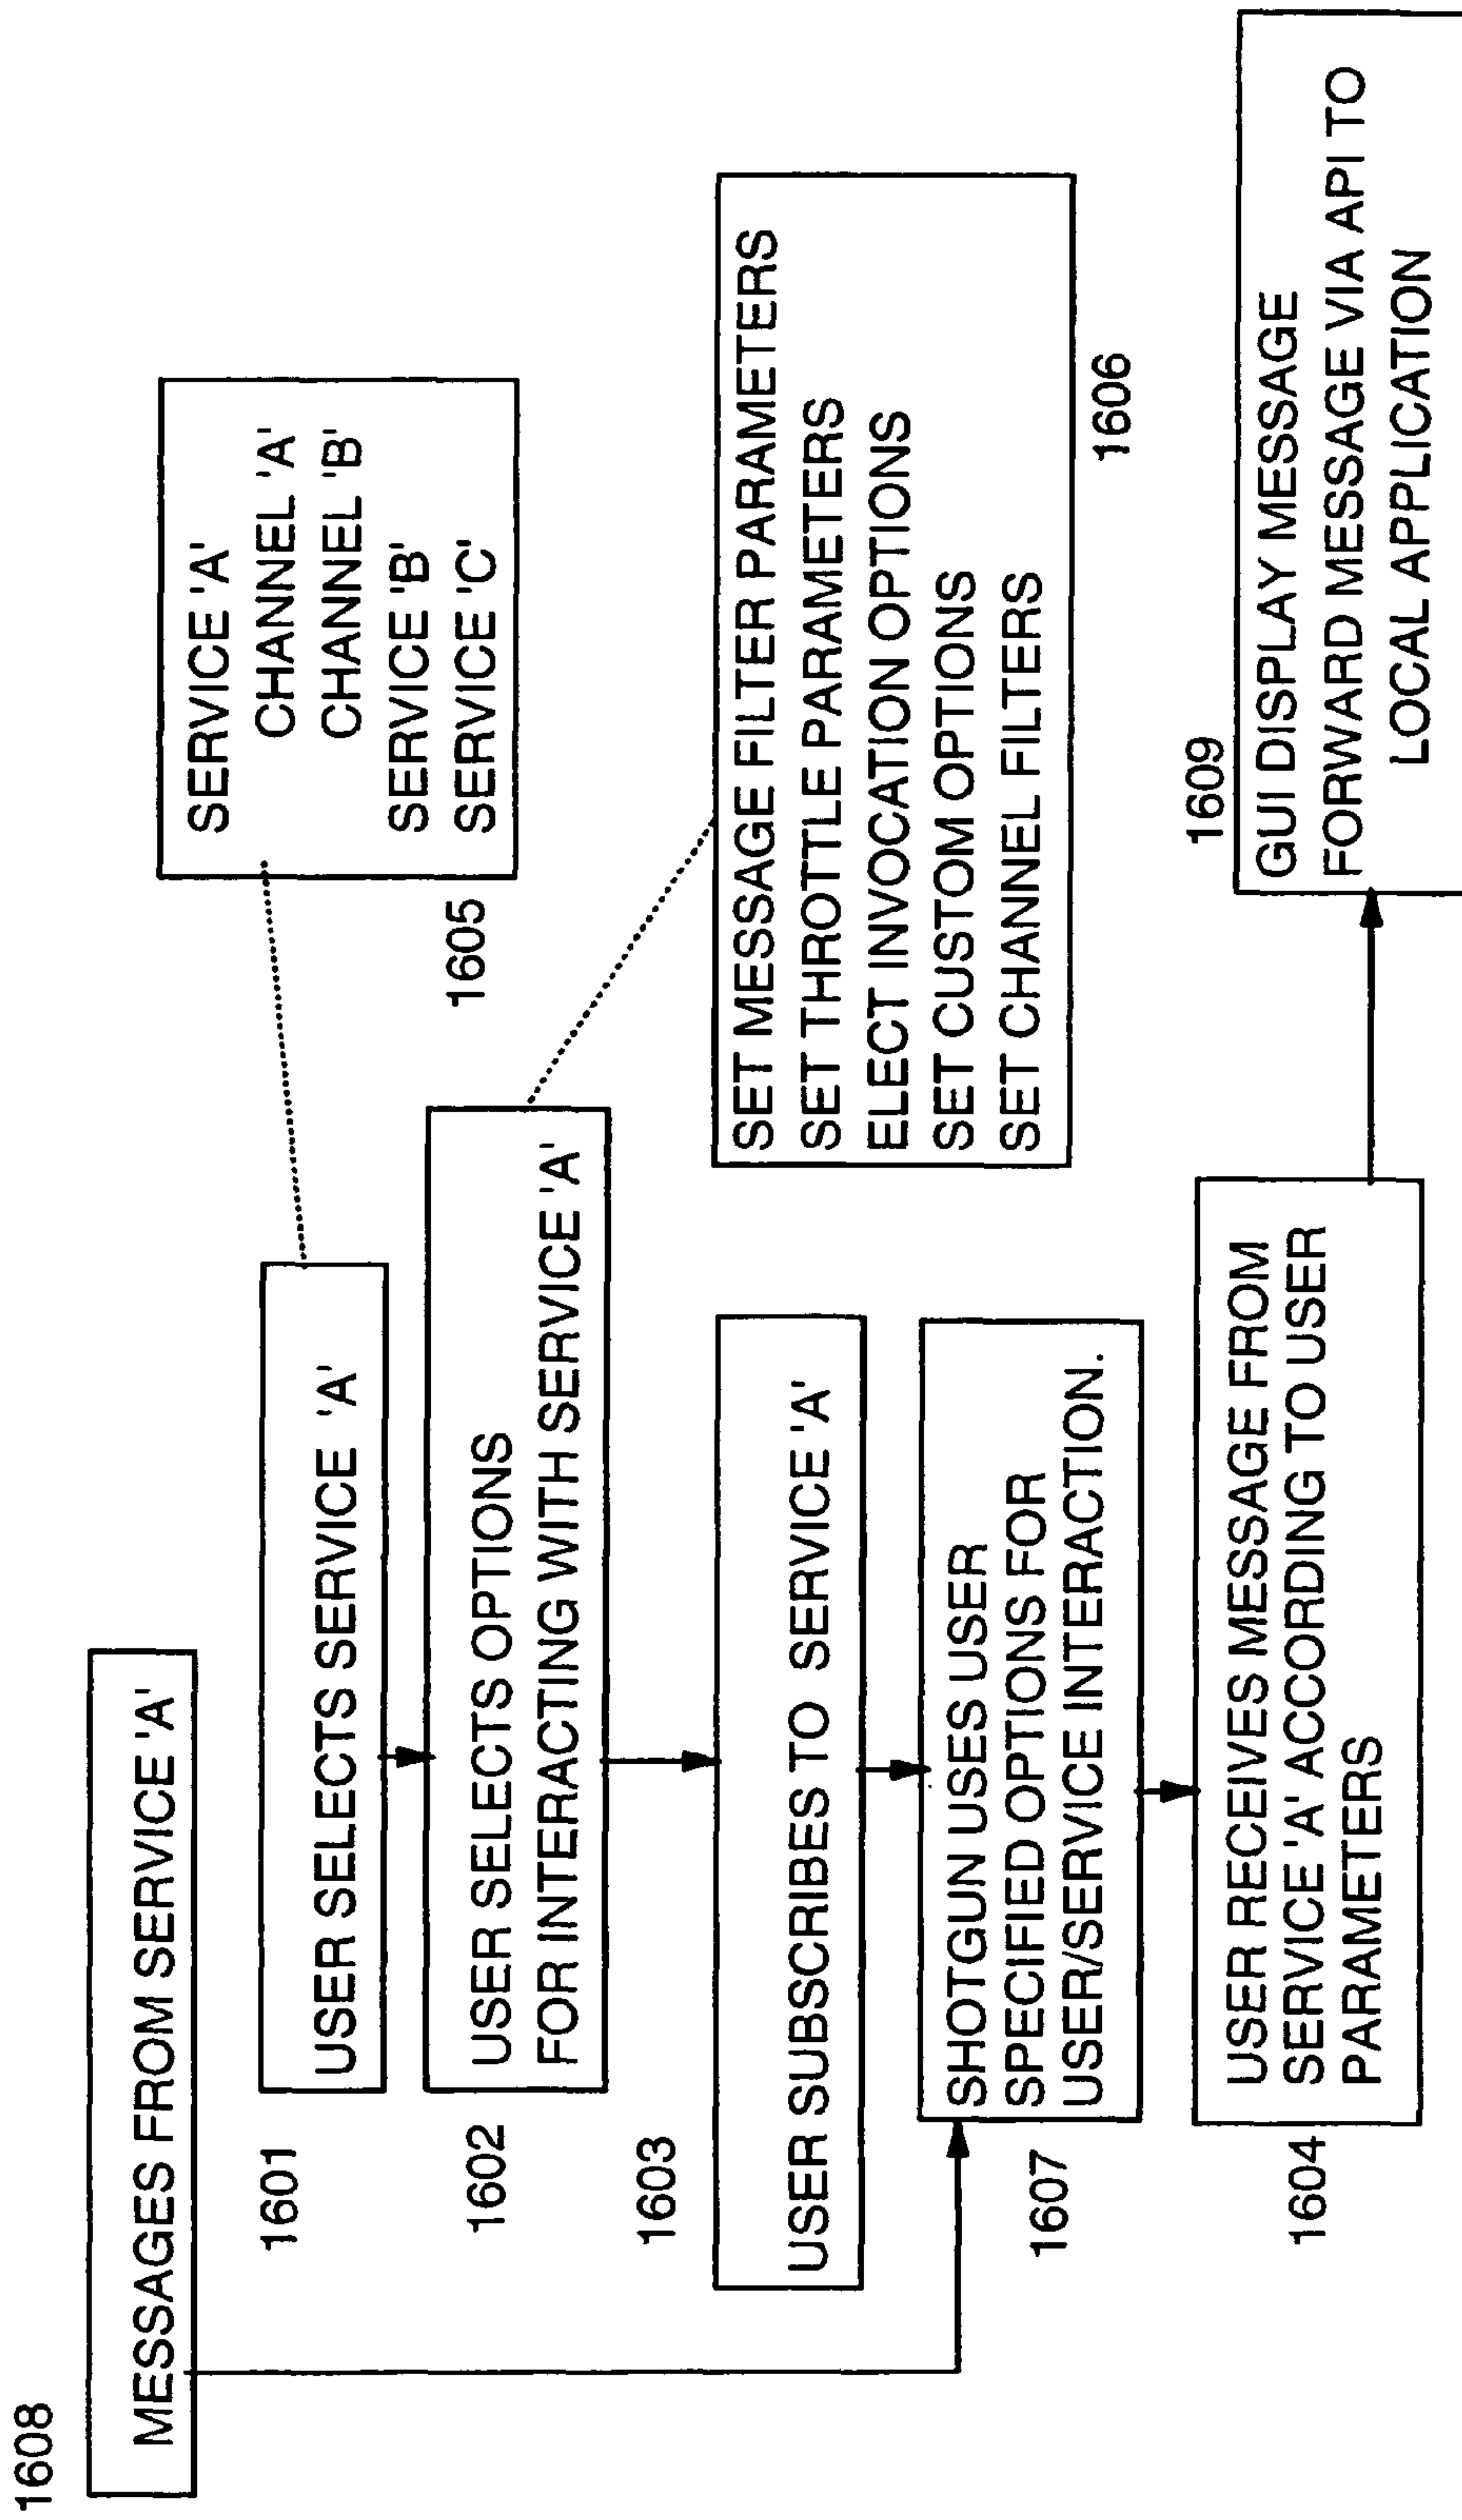 1608
MESSAGES FROM SERVICE 'A'
1601
USER SELECTS SERVICE 'A'
SERVICE 'A'
CHANNEL 'A'
CHANNEL 'B'
SERVICE 'B'
SERVICE 'C'
1605
1602
USER SELECTS OPTIONS
FOR INTERACTING WITH SERVICE 'A'
1603
USER SUBSCRIBES TO SERVICE 'A'
SET MESSAGE FILTER PARAMETERS
SET THROTTLE PARAMETERS
ELECT INVOCATION OPTIONS
SET CUSTOM OPTIONS
SET CHANNEL FILTERS
1606
SHOTGUN USES USER
SPECIFIED OPTIONS FOR
USER/SERVICE INTERACTION.
1607
1604
USER RECEIVES MESSAGE FROM
SERVICE 'A' ACCORDING TO USER
PARAMETERS
1609
GUI DISPLAY MESSAGE
FORWARD MESSAGE VIA API TO
LOCAL APPLICATION